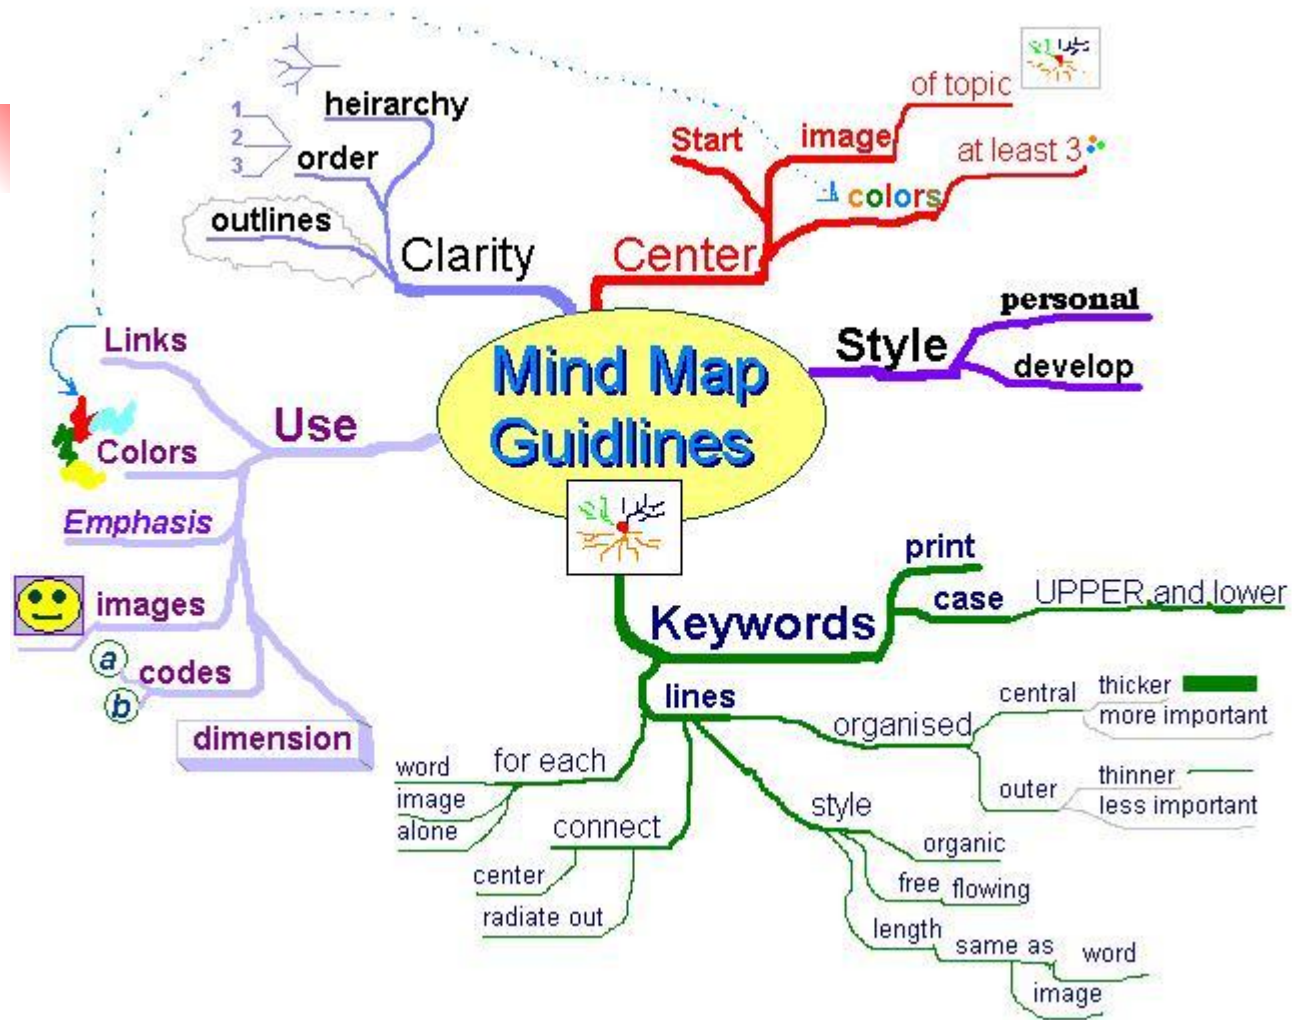 Mind Map
Guidlines
Center
Start
image
of topic
colors
at least 3
Style
personal
develop
Keywords
print
case
UPPER and lower
lines
organised
central
thicker
more important
outer
thinner
less important
style
organic
free flowing
length
same as
word
image
connect
center
radiate out
for each
word
image
alone
Use
Links
Colors
Emphasis
images
codes
a
b
dimension
Clarity
heirarchy
order
1
2
3
outlines